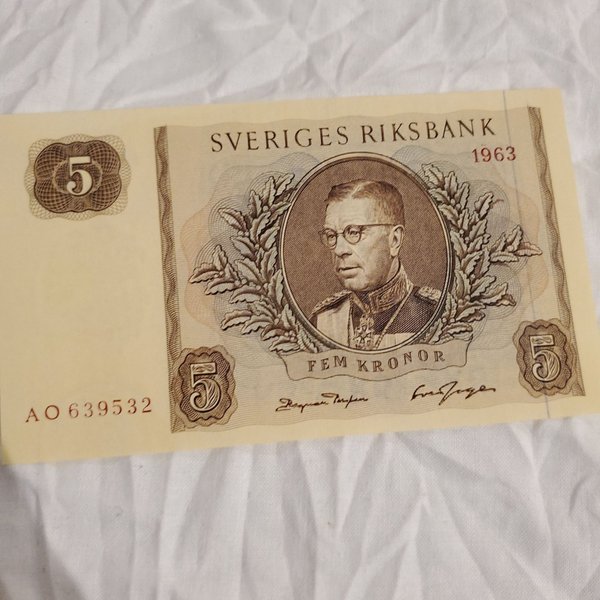 SVERIGES RIKSBANK
1963
5
FEM KRONOR
5
5
AO 639532